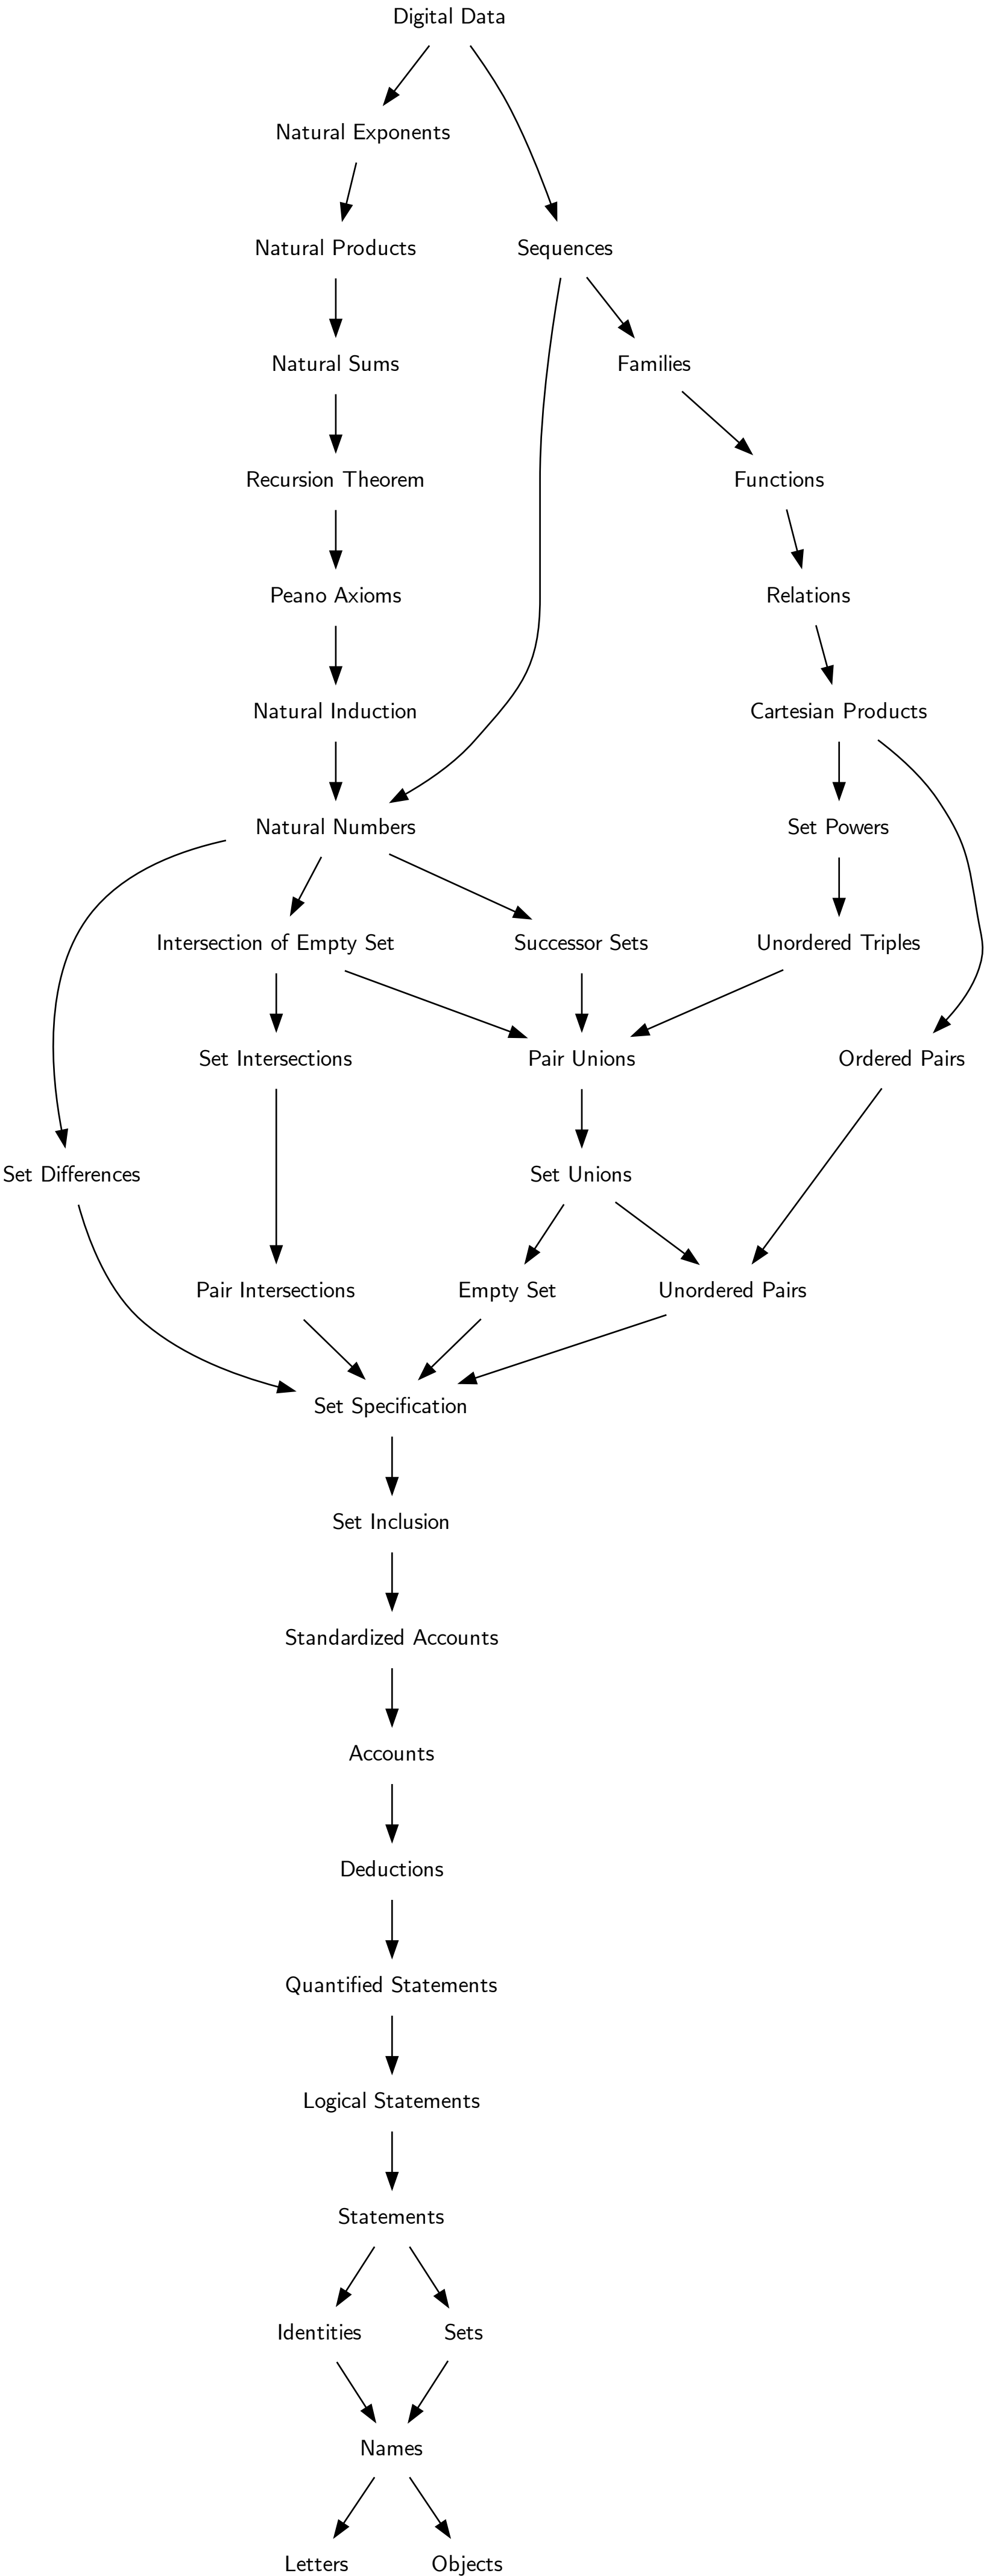 Digital Data
Natural Exponents
Natural Products
Sequences
Natural Sums
Families
Recursion Theorem
Functions
Peano Axioms
Relations
Natural Induction
Cartesian Products
Natural Numbers
Set Powers
Intersection of Empty Set
Successor Sets
Unordered Triples
Set Intersections
Pair Unions
Ordered Pairs
Set Differences
Set Unions
Pair Intersections
Empty Set
Unordered Pairs
Set Specification
Set Inclusion
Standardized Accounts
Accounts
Deductions
Quantified Statements
Logical Statements
Statements
Identities
Sets
Names
Letters
Objects